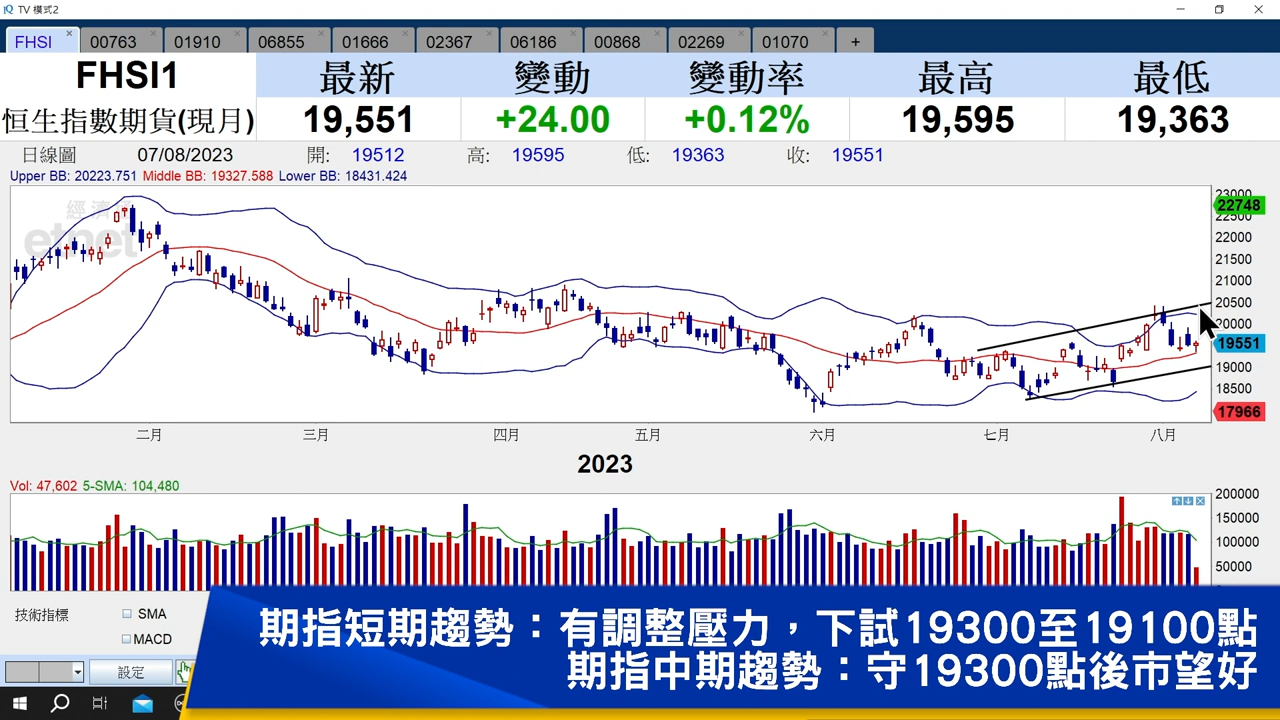 TV 模式2
FHSI 00763 01910 06855 01666 02367 06186 00868 02269 01070 +
FHSI1 最新 變動 變動率 最高 最低
恒生指數期貨(現月) 19,551 +24.00 +0.12% 19,595 19,363
日線圖 07/08/2023 開: 19512 高: 19595 低: 19363 收: 19551
Upper BB: 20223.751 Middle BB: 19327.588 Lower BB: 18431.424
經濟
etnet
23000
22748
22500
22000
21500
21000
20500
20000
19551
19000
18500
17966
二月 三月 四月 五月 六月 七月 八月
2023
Vol: 47,602 5-SMA: 104,480
200000
150000
100000
50000
技術指標 SMA
MACD
設定
期指短期趨勢：有調整壓力，下試19300至19100點
期指中期趨勢：守19300點後市望好